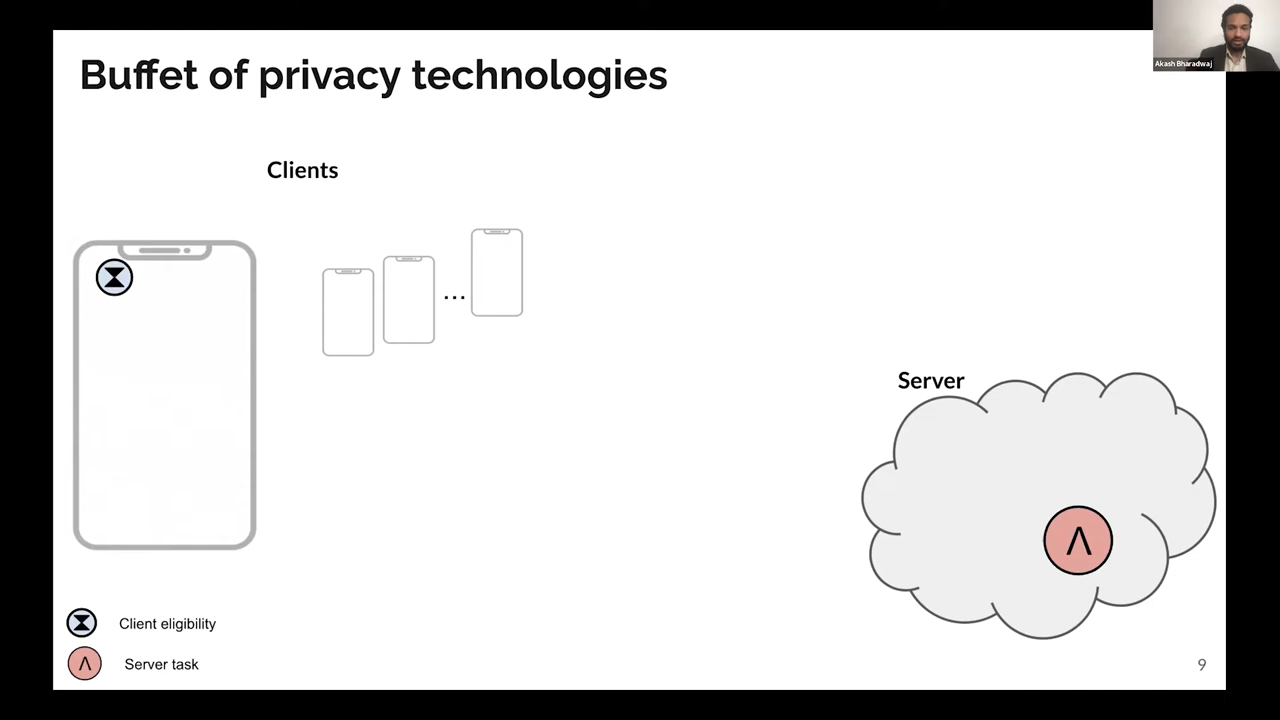 Buffet of privacy technologies
Akash Bharadwaj
Clients
...
Server
Λ
Client eligibility
Λ
Server task
9